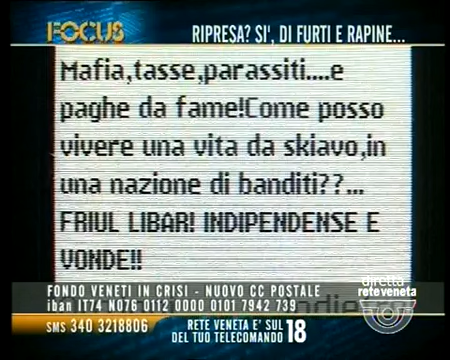 FOCUS
RIPRESA? SI', DI FURTI E RAPINE...
Mafia,tasse,parassiti....e
paghe da fame!Come posso
vivere una vita da skiavo,in
una nazione di banditi??...
FRIUL LIBAR! INDIPENDENSE E
VONDE!!
diretta
reteveneta
FONDO VENETI IN CRISI - NUOVO CC POSTALE
iban IT74 N076 0112 0000 0101 7942 739
SMS 340 3218806
RETE VENETA E' SUL
DEL TUO TELECOMANDO 18